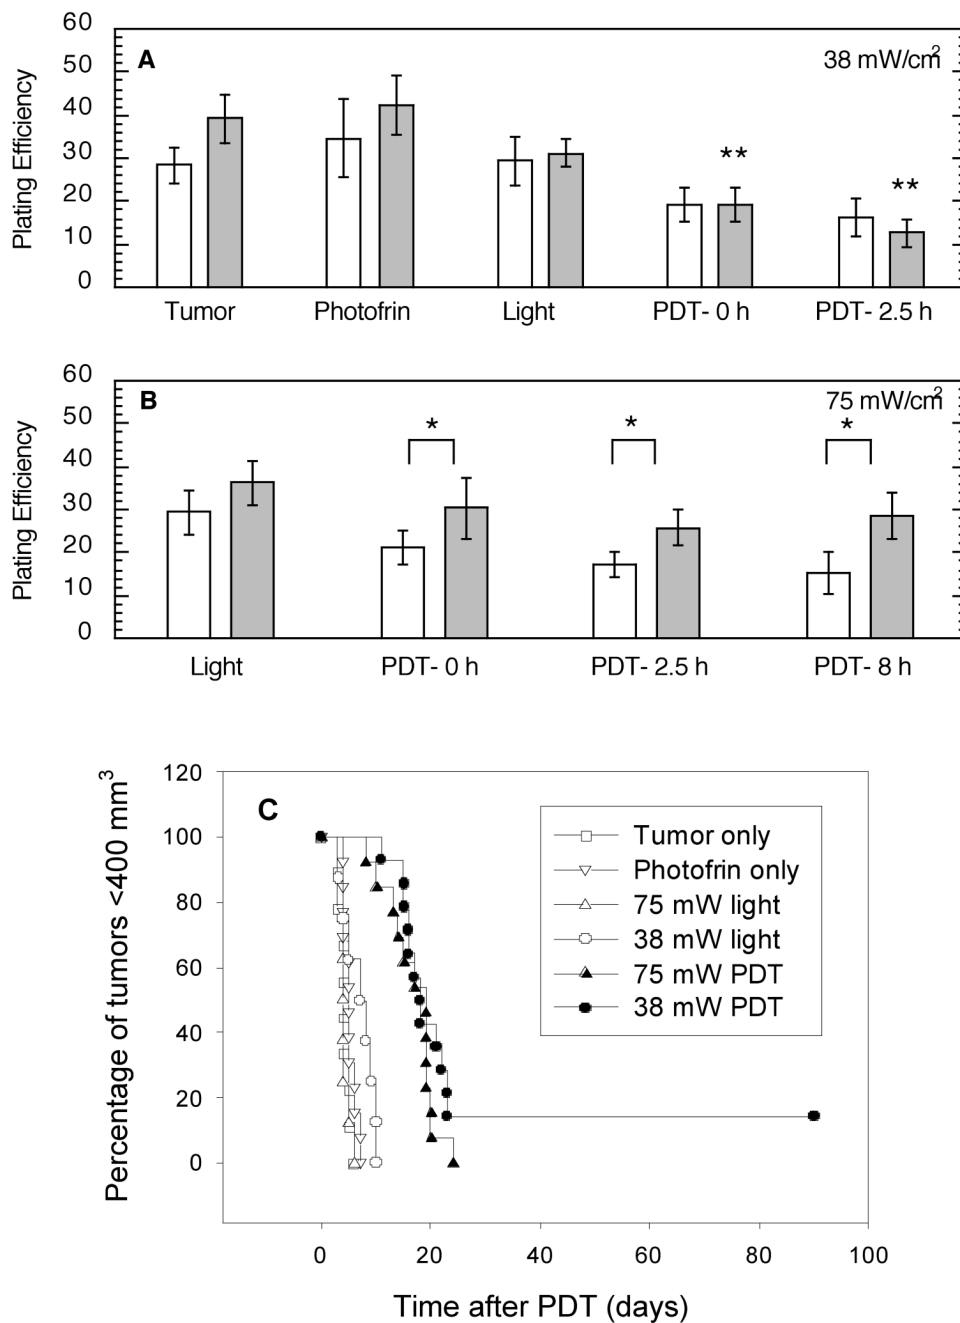 A
38 mW/cm²
60
50
40
30
20
10
0
Plating Efficiency
**
**
Tumor
Photofrin
Light
PDT- 0 h
PDT- 2.5 h
B
75 mW/cm²
60
50
40
30
20
10
0
Plating Efficiency
*
*
*
Light
PDT- 0 h
PDT- 2.5 h
PDT- 8 h
C
120
100
80
60
40
20
0
Percentage of tumors <400 mm³
Tumor only
Photofrin only
75 mW light
38 mW light
75 mW PDT
38 mW PDT
0
20
40
60
80
100
Time after PDT (days)